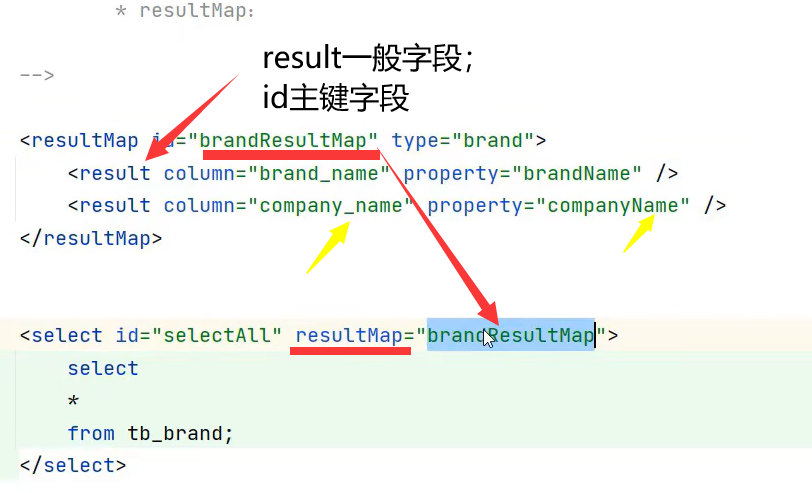 * resultMap:
-->
result一般字段；
id主键字段
<resultMap id="brandResultMap" type="brand">
<result column="brand_name" property="brandName" />
<result column="company_name" property="companyName" />
</resultMap>
<select id="selectAll" resultMap="brandResultMap">
select
*
from tb_brand;
</select>